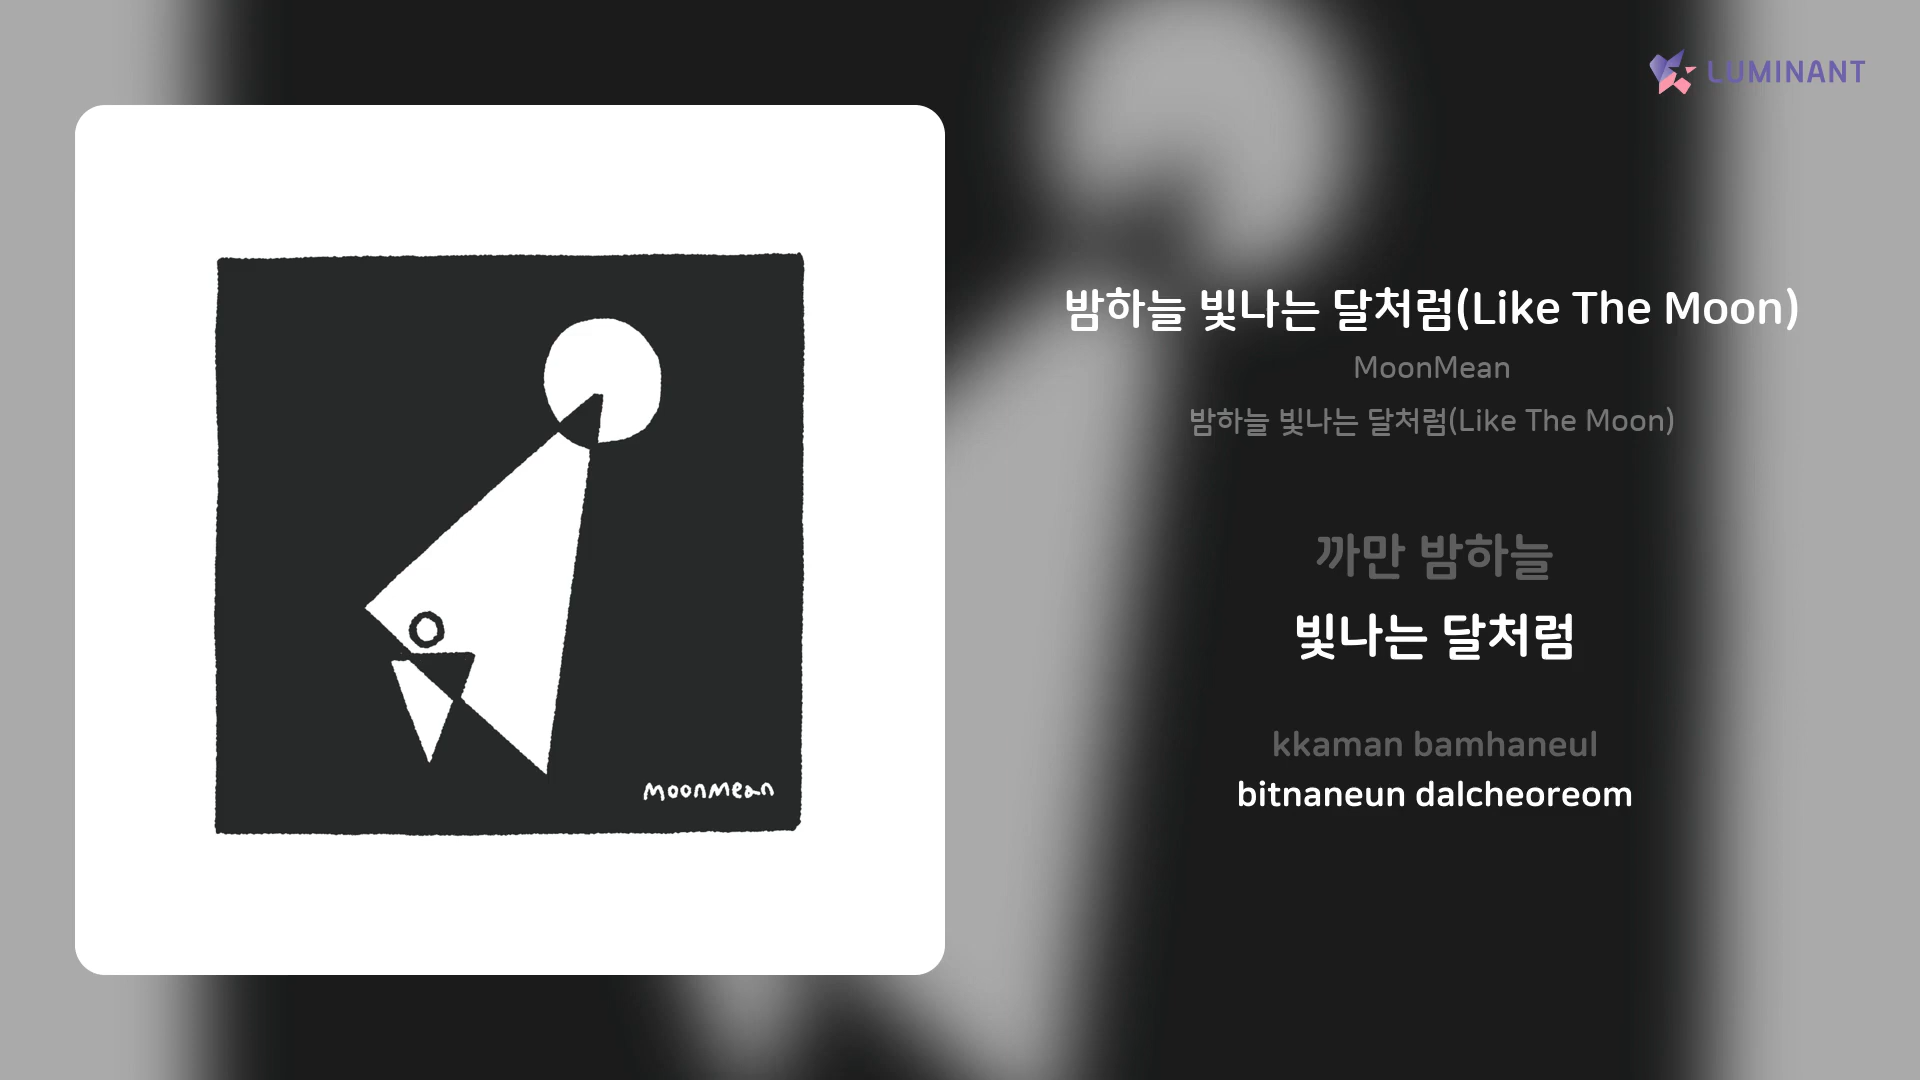 LUMINANT
밤하늘 빛나는 달처럼(Like The Moon)
MoonMean
밤하늘 빛나는 달처럼(Like The Moon)
까만 밤하늘
빛나는 달처럼
kkaman bamhaneul
bitnaneun dalcheoreom
MoonMean